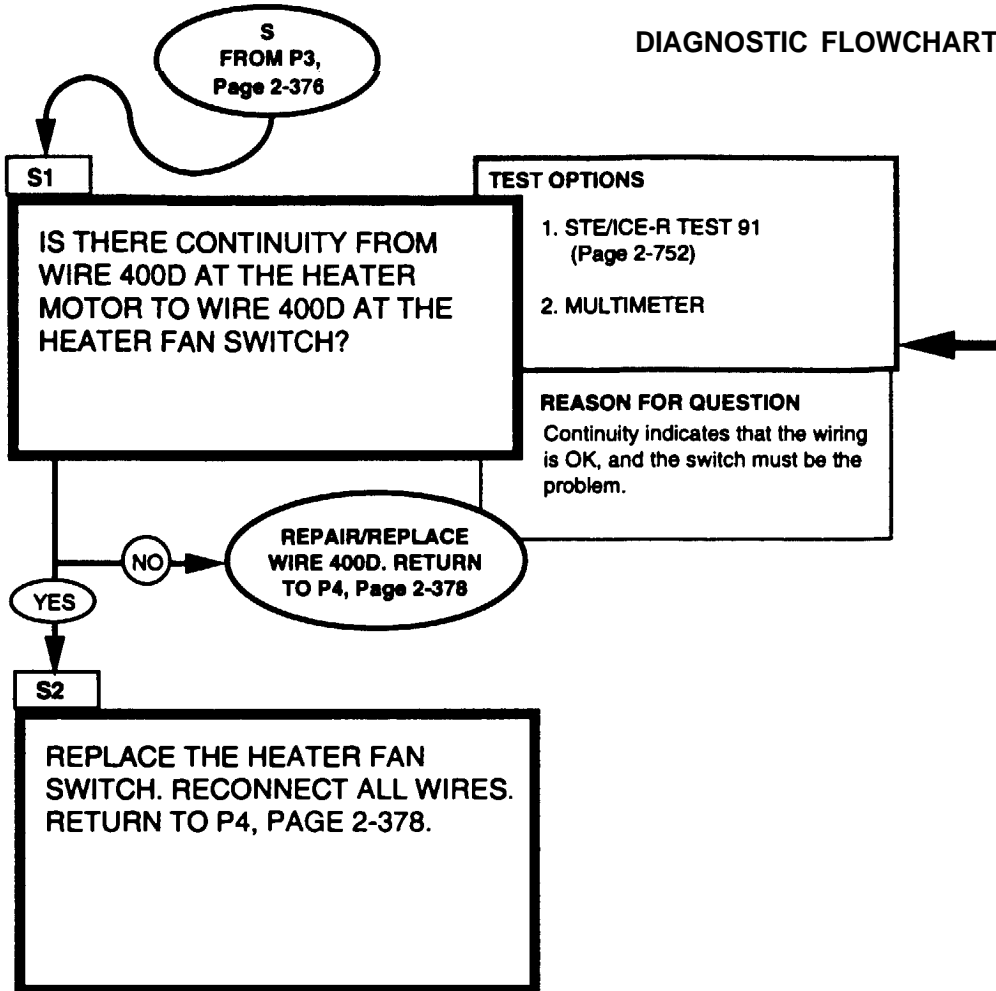 DIAGNOSTIC FLOWCHART
S
FROM P3,
Page 2-376
S1
IS THERE CONTINUITY FROM
WIRE 400D AT THE HEATER
MOTOR TO WIRE 400D AT THE
HEATER FAN SWITCH?
TEST OPTIONS
1. STE/ICE-R TEST 91
(Page 2-752)
2. MULTIMETER
REASON FOR QUESTION
Continuity indicates that the wiring
is OK, and the switch must be the
problem.
NO
REPAIR/REPLACE
WIRE 400D. RETURN
TO P4, Page 2-378
YES
S2
REPLACE THE HEATER FAN
SWITCH. RECONNECT ALL WIRES.
RETURN TO P4, PAGE 2-378.